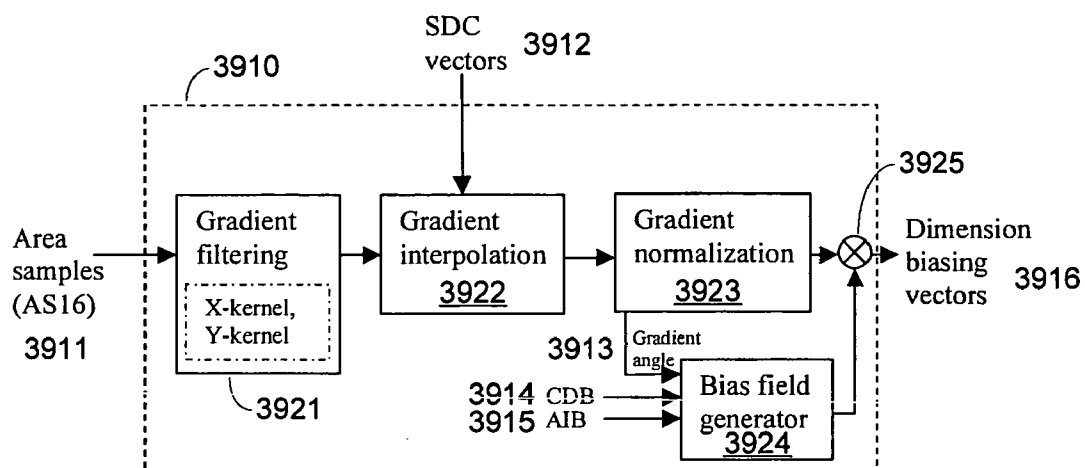 SDC
vectors
3912
3910
3925
Area
samples
(AS16)
3911
Gradient
filtering
X-kernel,
Y-kernel
3921
Gradient
interpolation
3922
Gradient
normalization
3923
Dimension
biasing
vectors
3916
3913
Gradient
angle
3914 CDB
3915 AIB
Bias field
generator
3924